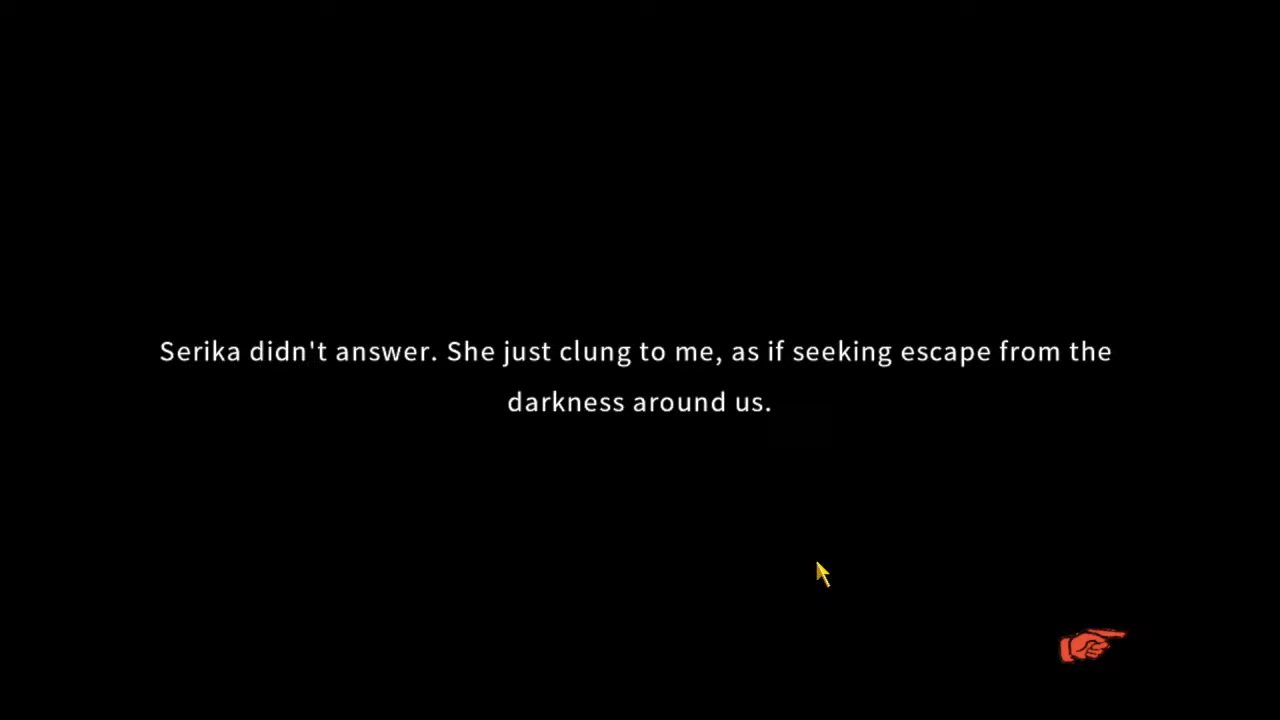 Serika didn't answer. She just clung to me, as if seeking escape from the
darkness around us.